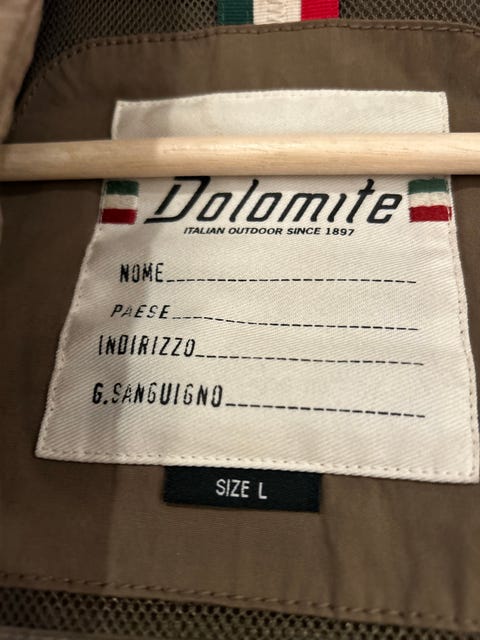 Dolomite
ITALIAN OUTDOOR SINCE 1897
NOME
PAESE
INDIRIZZO
G.SANGUIGNO
SIZE L